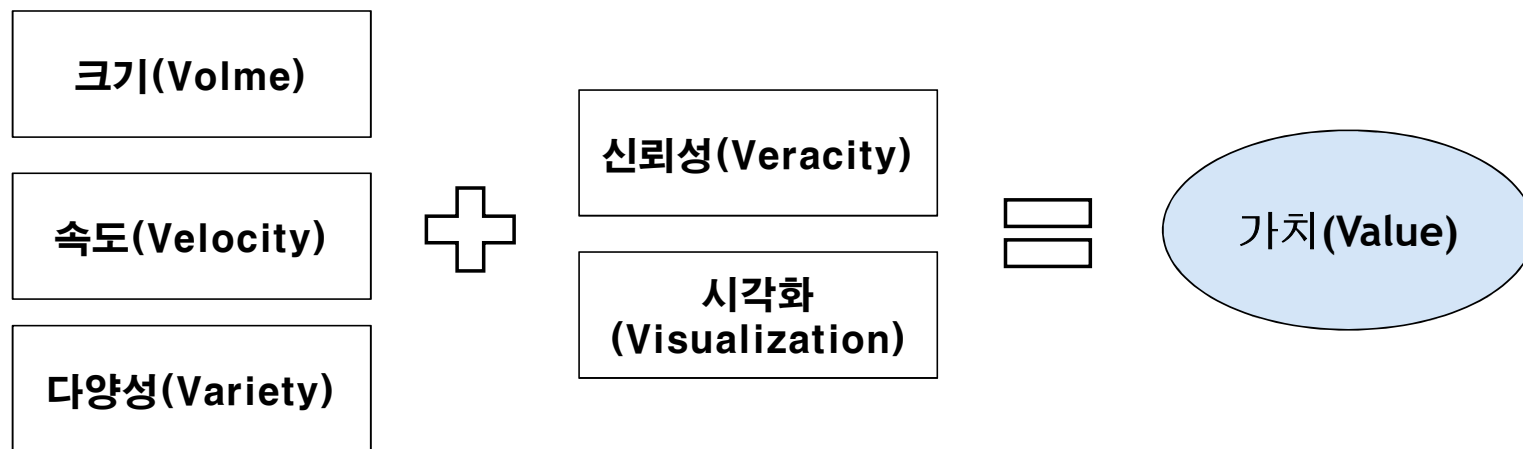 크기(Volme)
속도(Velocity)
다양성(Variety)
신뢰성(Veracity)
시각화
(Visualization)
가치(Value)